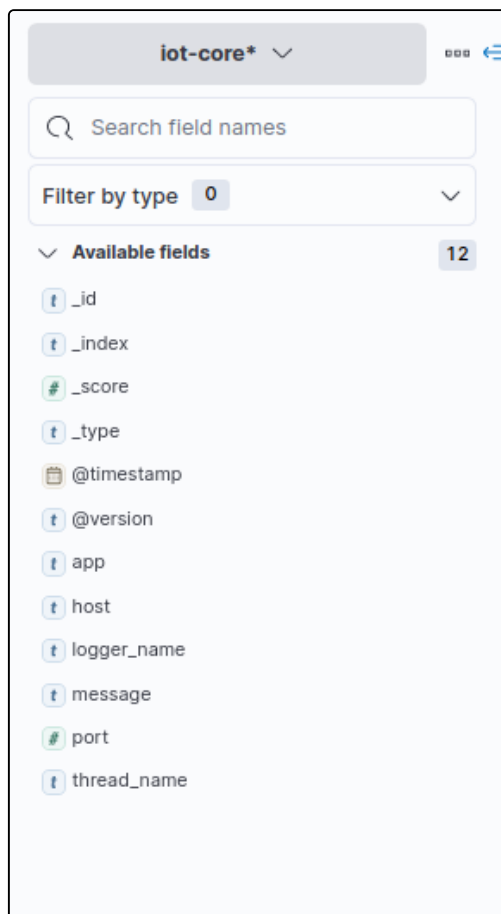 iot-core*
Search field names
Filter by type 0
Available fields 12
t _id
t _index
# _score
t _type
@timestamp
t @version
t app
t host
t logger_name
t message
# port
t thread_name